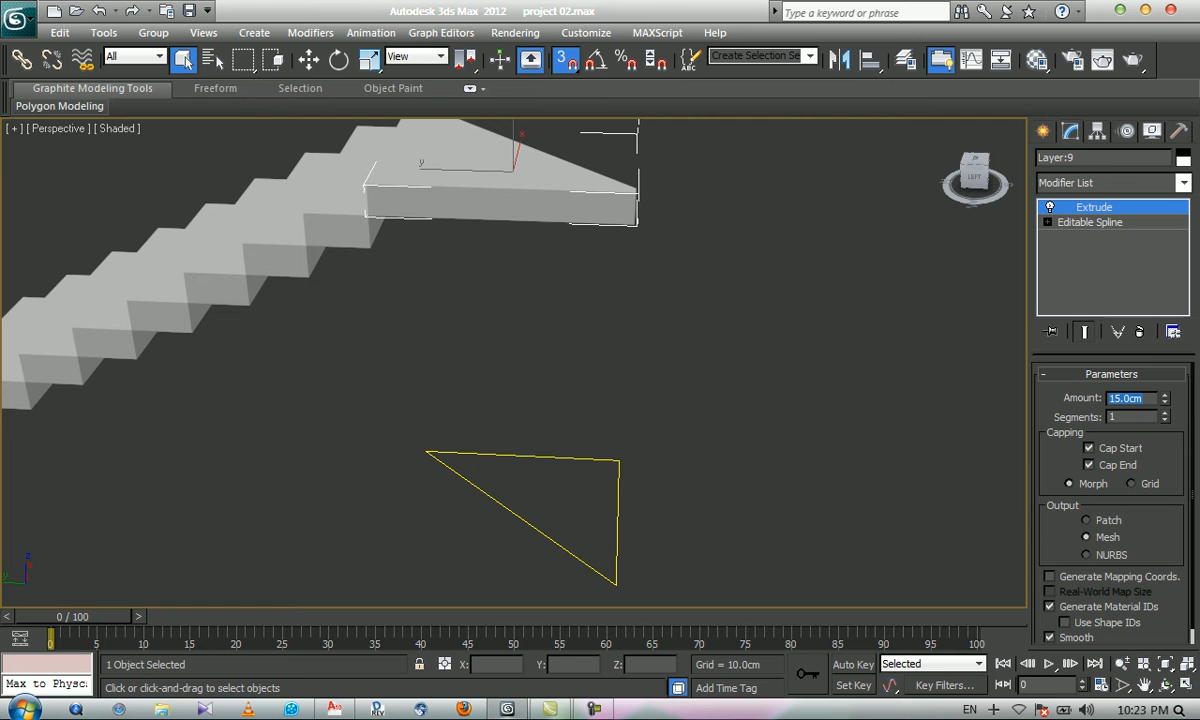 Autodesk 3ds Max 2012 project 02.max
Type a keyword or phrase
Edit Tools Group Views Create Modifiers Animation Graph Editors Rendering Customize MAXScript Help
All View 3 Create Selection Se
Graphite Modeling Tools Freeform Selection Object Paint
Polygon Modeling
[ + ] [ Perspective ] [ Shaded ]
x
y
LEFT
Layer:9
Modifier List
Extrude
Editable Spline
Parameters
Amount: 15.0cm
Segments: 1
Capping
Cap Start
Cap End
Morph Grid
Output
Patch
Mesh
NURBS
Generate Mapping Coords.
Real-World Map Size
Generate Material IDs
Use Shape IDs
Smooth
z
y
0 / 100
0 5 10 15 20 25 30 35 40 45 50 55 60 65 70 75 80 85 90 95 100
1 Object Selected X: Y: Z: Grid = 10.0cm Auto Key Selected
Max to Physc: Click or click-and-drag to select objects Add Time Tag Set Key Key Filters... 0
EN 10:23 PM